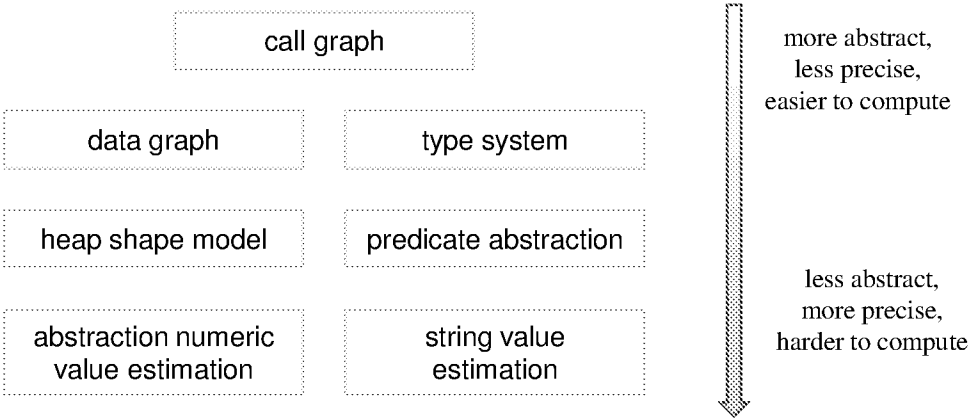 call graph
more abstract,
less precise,
easier to compute
data graph
type system
heap shape model
predicate abstraction
less abstract,
more precise,
harder to compute
abstraction numeric
value estimation
string value
estimation